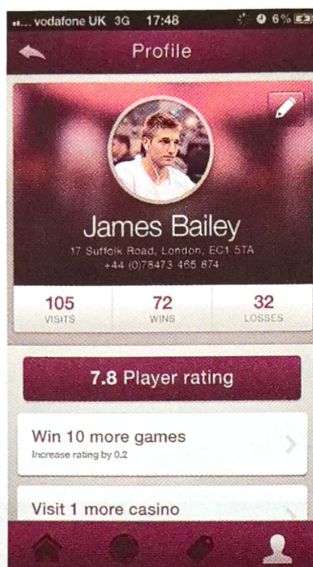 vodafone UK 3G 17:48 6%
Profile
James Bailey
17 Suffolk Road, London, EC1 5TA
+44 (0)78473 465 874
105 72 32
VISITS WINS LOSSES
7.8 Player rating
Win 10 more games
Increase rating by 0.2
Visit 1 more casino